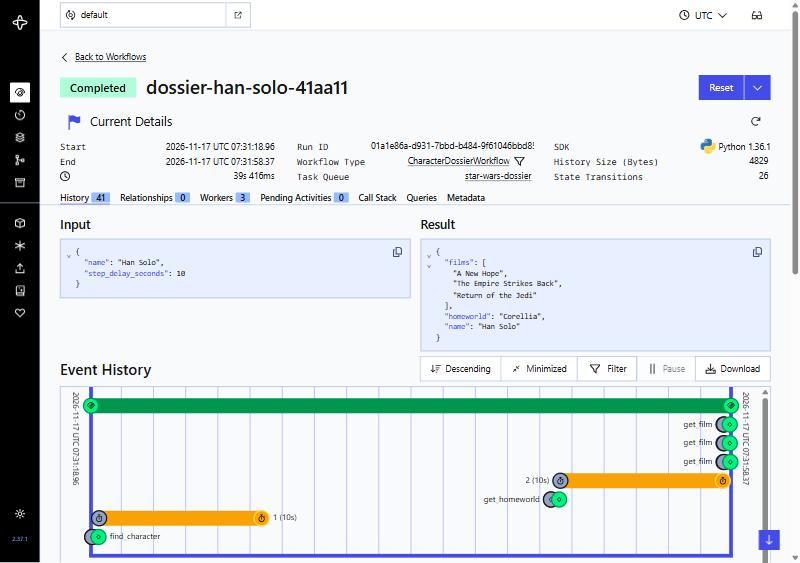 default
UTC
Back to Workflows
Completed
dossier-han-solo-41aa11
Reset
Current Details
Start 2026-11-17 UTC 07:31:18.96
End 2026-11-17 UTC 07:31:58.37
39s 416ms
Run ID 01a1e86a-d931-7bbd-b484-9f61046bbd8
Workflow Type CharacterDossierWorkflow
Task Queue star-wars-dossier
SDK Python 1.36.1
History Size (Bytes) 4829
State Transitions 26
History 41 Relationships 0 Workers 3 Pending Activities 0 Call Stack Queries Metadata
Input
{
"name": "Han Solo",
"step_delay_seconds": 10
}
Result
{
"films": [
"A New Hope",
"The Empire Strikes Back",
"Return of the Jedi"
],
"homeworld": "Corellia",
"name": "Han Solo"
}
Event History
Descending Minimized Filter Pause Download
2026-11-17 UTC 07:31:18.96
2026-11-17 UTC 07:31:58.37
get_film
get_film
get_film
2 (10s)
get_homeworld
1 (10s)
find_character
2.37.1